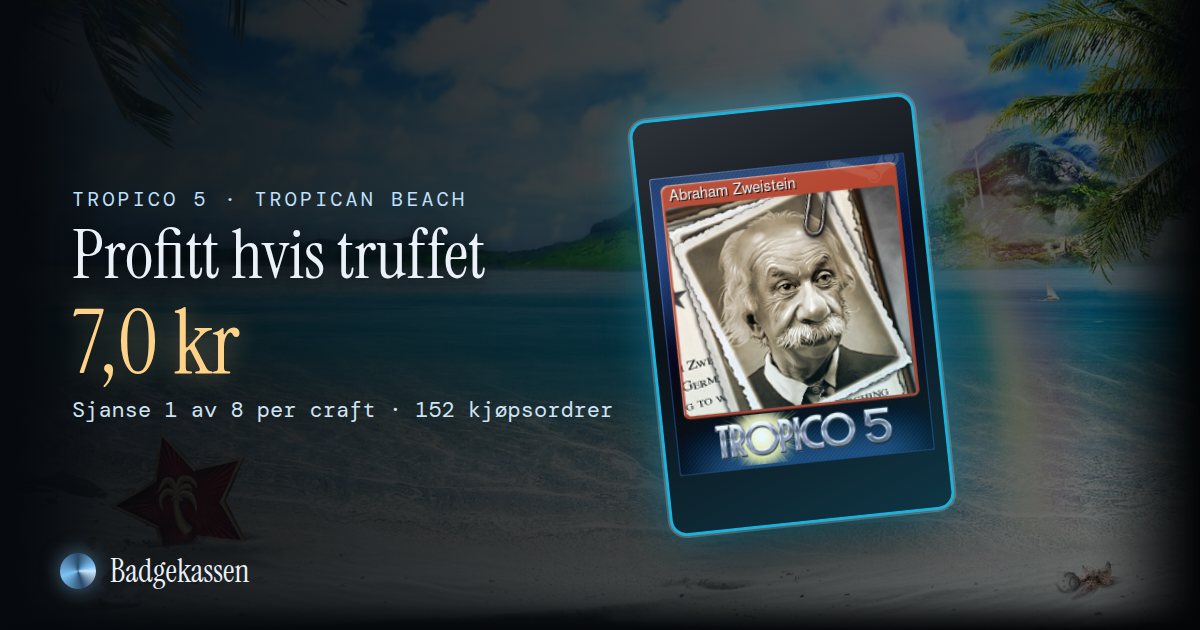 TROPICO 5 · TROPICAN BEACH
Profitt hvis truffet
7,0 kr
Sjanse 1 av 8 per craft · 152 kjøpsordrer
Badgekassen
Abraham Zweistein
TROPICO 5